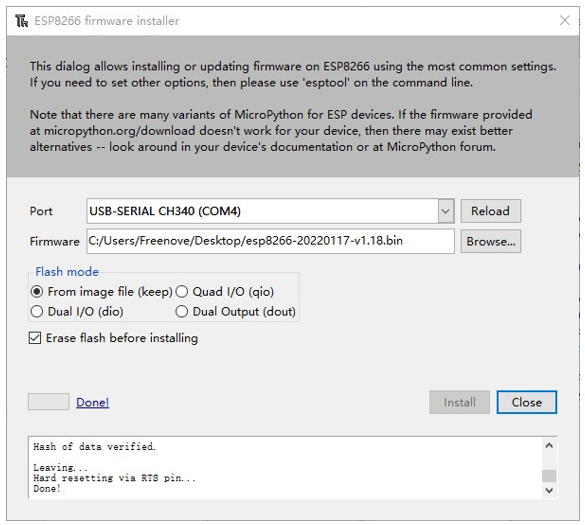 ESP8266 firmware installer
This dialog allows installing or updating firmware on ESP8266 using the most common settings.
If you need to set other options, then please use 'esptool' on the command line.
Note that there are many variants of MicroPython for ESP devices. If the firmware provided
at micropython.org/download doesn't work for your device, then there may exist better
alternatives -- look around in your device's documentation or at MicroPython forum.
Port USB-SERIAL CH340 (COM4) Reload
Firmware C:/Users/Freenove/Desktop/esp8266-20220117-v1.18.bin Browse...
Flash mode
From image file (keep) Quad I/O (qio)
Dual I/O (dio) Dual Output (dout)
Erase flash before installing
Done! Install Close
Hash of data verified.
Leaving...
Hard resetting via RTS pin...
Done!